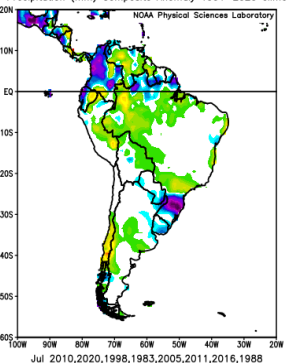 NOAA Physical Sciences Laboratory
20N
10N
EQ
10S
20S
30S
40S
50S
60S
100W 90W 80W 70W 60W 50W 40W 30W 20W
Jul 2010,2020,1998,1983,2005,2011,2016,1988